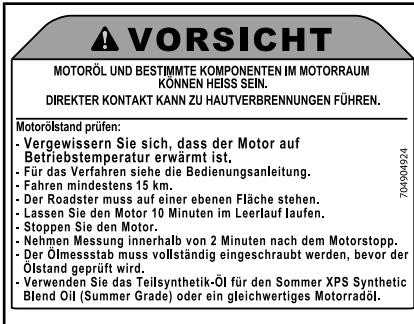 VORSICHT
MOTORÖL UND BESTIMMTE KOMPONENTEN IM MOTORRAUM
KÖNNEN HEISS SEIN.
DIREKTER KONTAKT KANN ZU HAUTVERBRENNUNGEN FÜHREN.
Motorölstand prüfen:
- Vergewissern Sie sich, dass der Motor auf
Betriebstemperatur erwärmt ist.
- Für das Verfahren siehe die Bedienungsanleitung.
- Fahren mindestens 15 km.
- Der Roadster muss auf einer ebenen Fläche stehen.
- Lassen Sie den Motor 10 Minuten im Leerlauf laufen.
- Stoppen Sie den Motor.
- Nehmen Messung innerhalb von 2 Minuten nach dem Motorstopp.
- Der Ölmessstab muss vollständig eingeschraubt werden, bevor der
Ölstand geprüft wird.
- Verwenden Sie das Teilsynthetik-Öl für den Sommer XPS Synthetic
Blend Oil (Summer Grade) oder ein gleichwertiges Motorradöl.
704904924